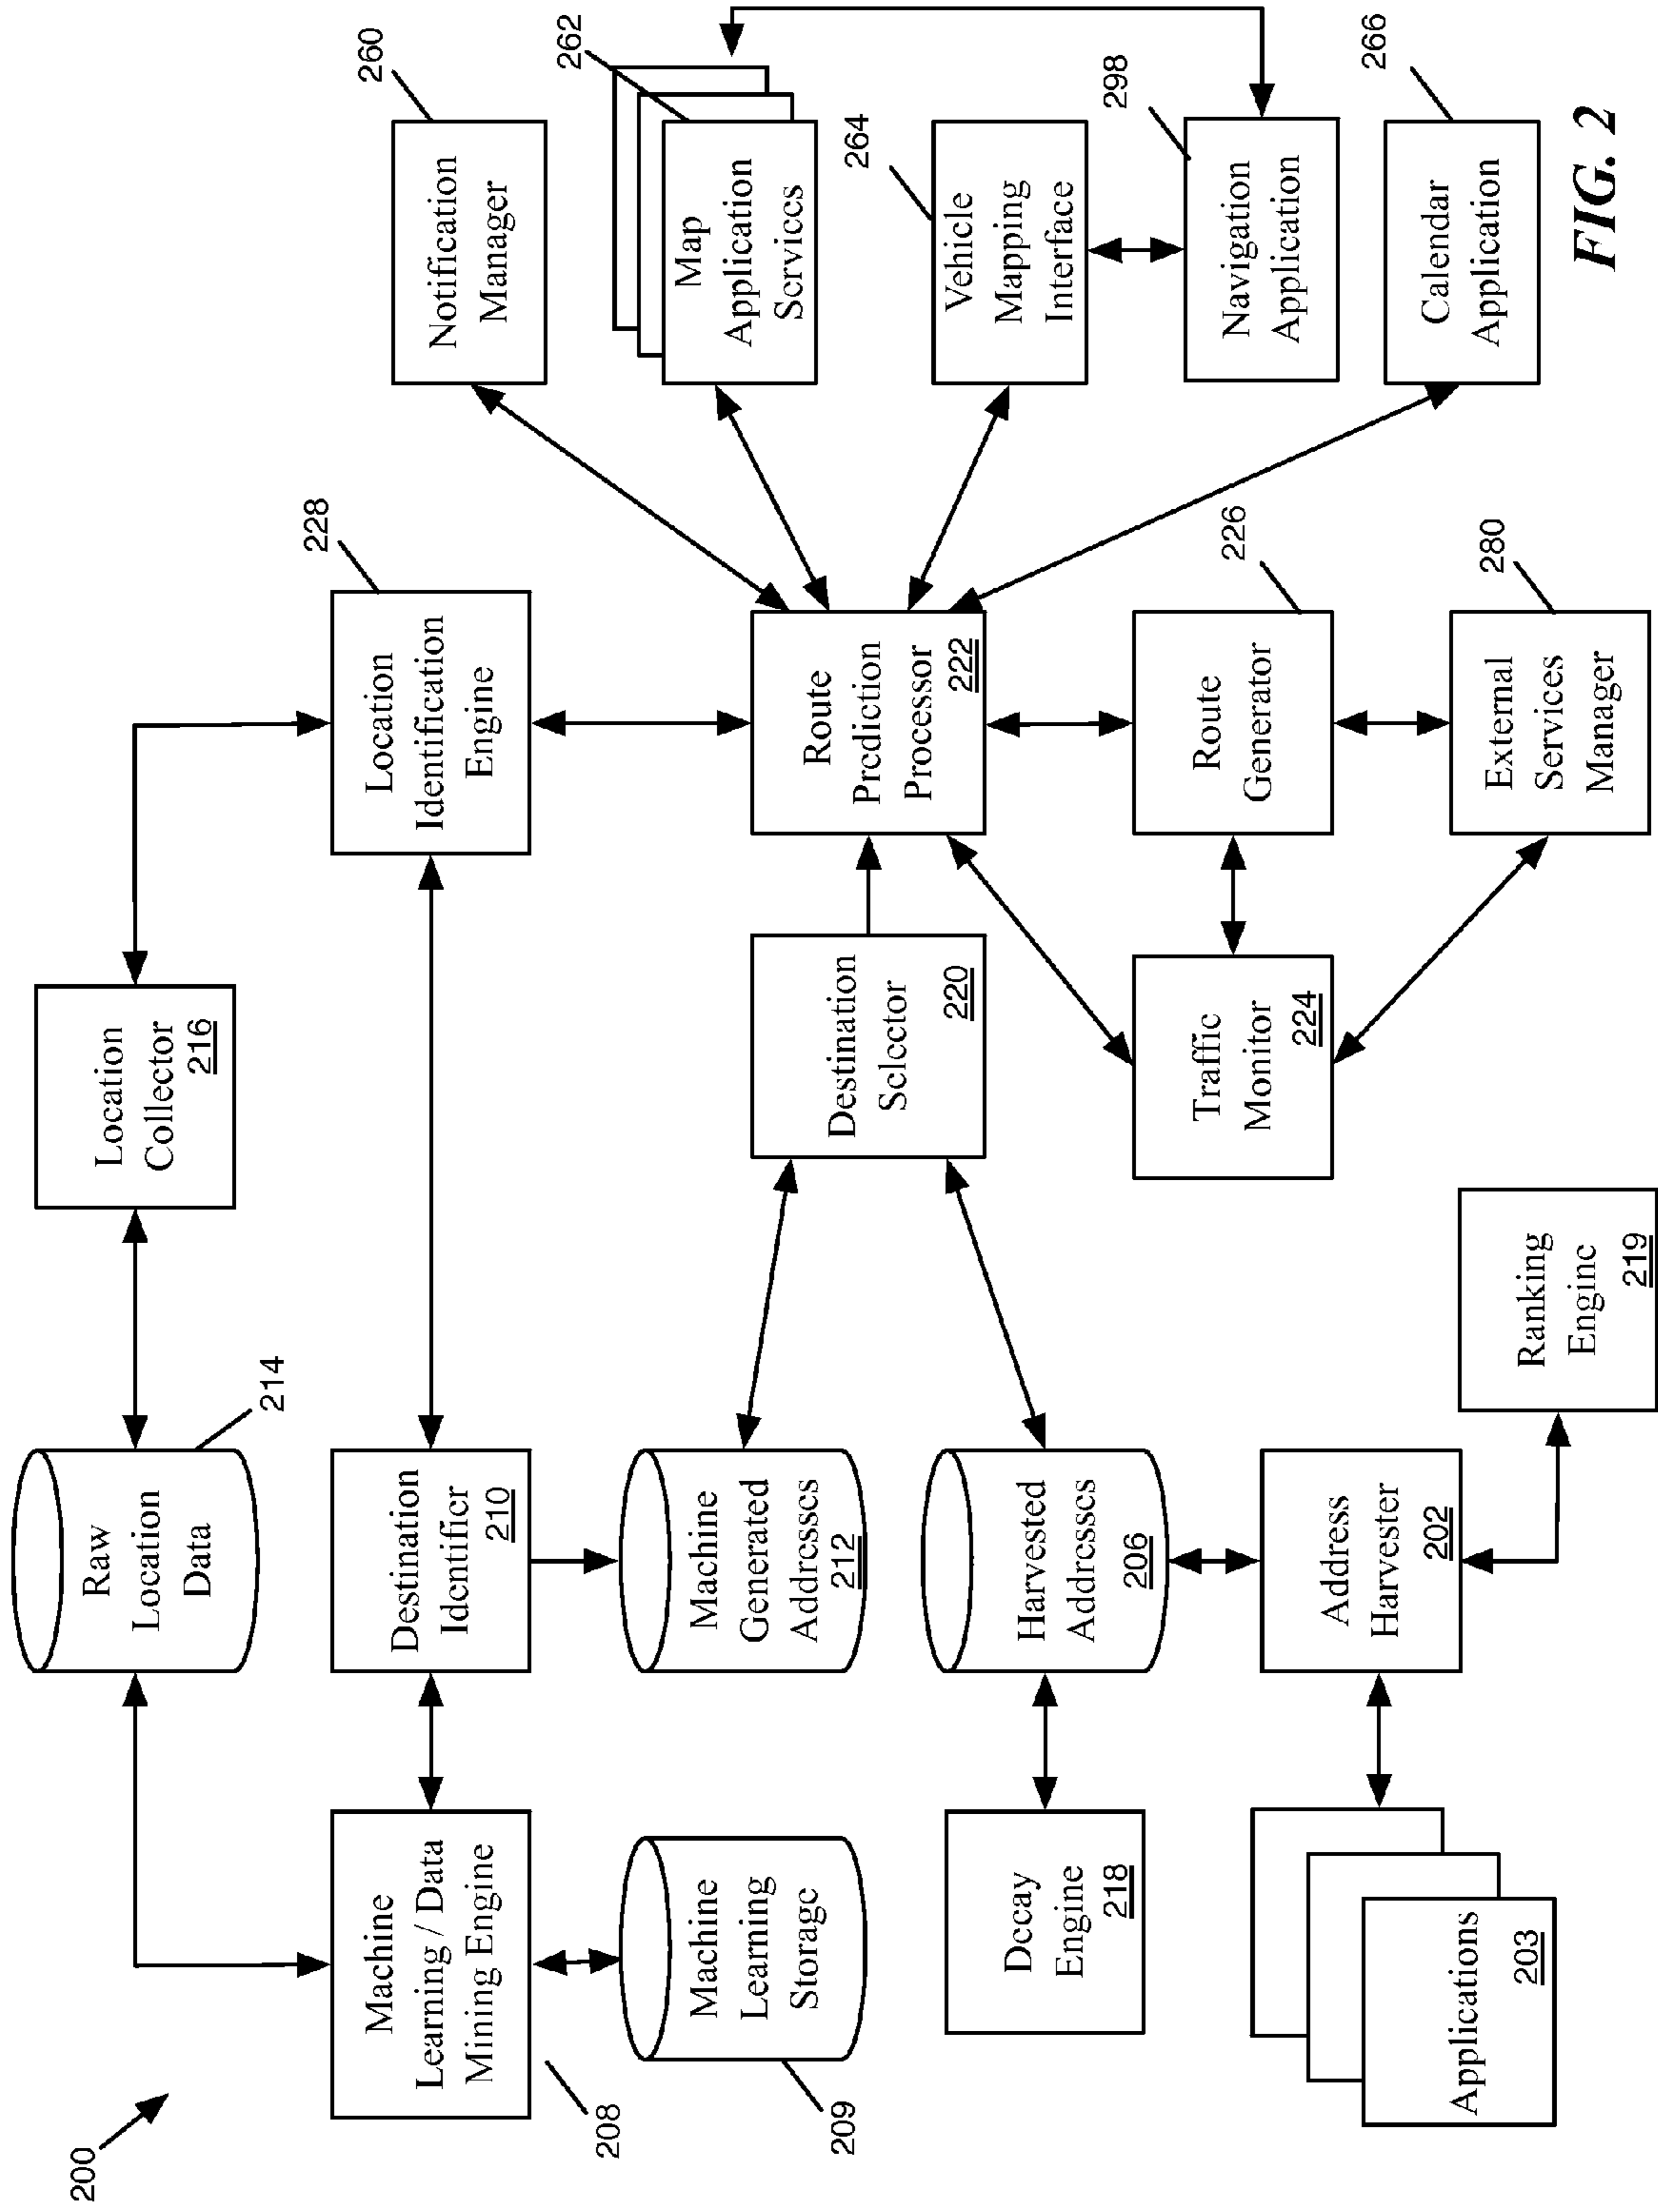 200
Raw
Location
Data
214
Location
Collector
216
Machine
Learning / Data
Mining Engine
208
Destination
Identifier
210
Location
Identification
Engine
228
Notification
Manager
260
Machine
Learning
Storage
209
Machine
Generated
Addresses
212
Destination
Selector
220
Route
Prediction
Processor
222
Map
Application
Services
262
Vehicle
Mapping
Interface
264
Decay
Engine
218
Harvested
Addresses
206
Traffic
Monitor
224
Route
Generator
226
Navigation
Application
298
Applications
203
Address
Harvester
202
Ranking
Engine
219
External
Services
Manager
280
Calendar
Application
266
FIG. 2